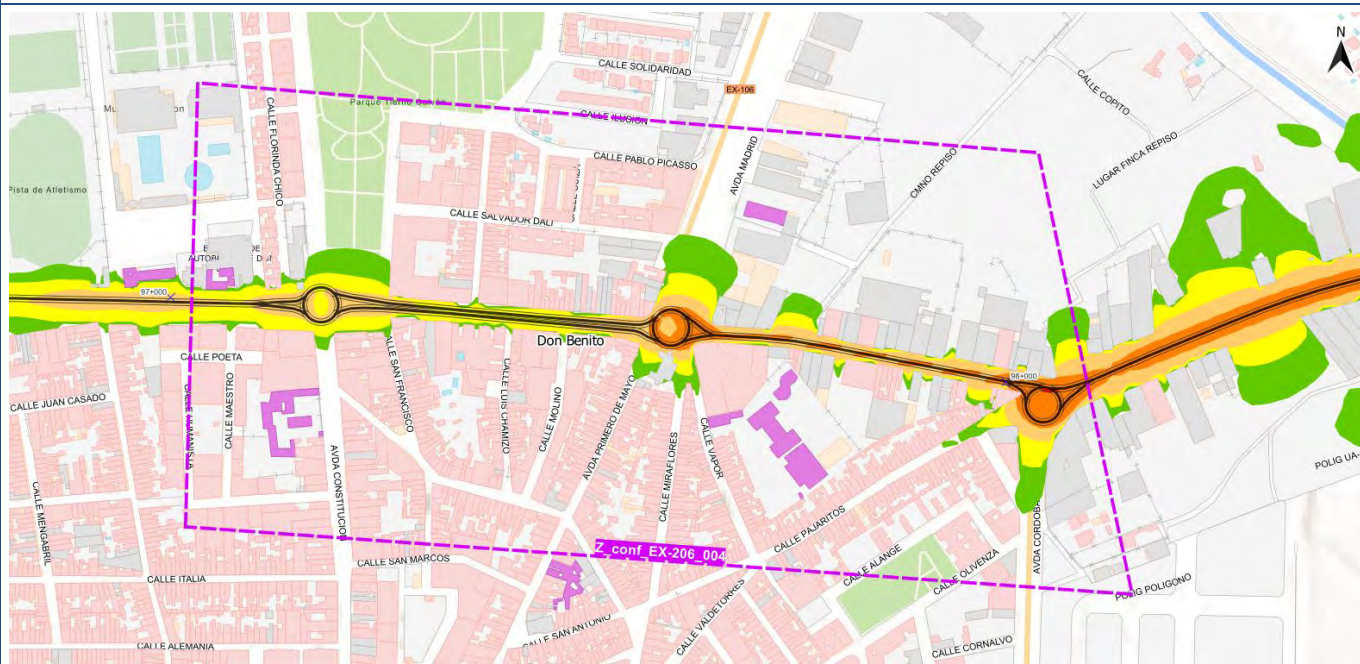 N
CALLE SOLIDARIDAD
CALLE COPITO
EX-106
CALLE FLORINDA CHICO
CALLE ILUSION
CALLE PABLO PICASSO
AVDA MADRID
CMNO REPISO
LUGAR FINCA REPISO
Pista de Atletismo
CALLE SALVADOR DALI
97+000
Don Benito
98+000
CALLE POETA
CALLE JUAN CASADO
CALLE HUMANISTA
CALLE MAESTRO
CALLE SAN FRANCISCO
CALLE LUIS CHAMIZO
CALLE MOLINO
AVDA PRIMERO DE MAYO
CALLE MIRAFLORES
CALLE VAPOR
AVDA CONSTITUCION
POLIG UA-
CALLE MENGABRIL
CALLE PAJARITOS
Z_conf_EX-206_004
CALLE SAN MARCOS
AVDA CORDOBA
CALLE ALANGE
CALLE OLIVENZA
CALLE ITALIA
POLIG POLIGONO
CALLE VALDETORRES
CALLE SAN ANTONIO
CALLE ALEMANIA
CALLE CORNALVO